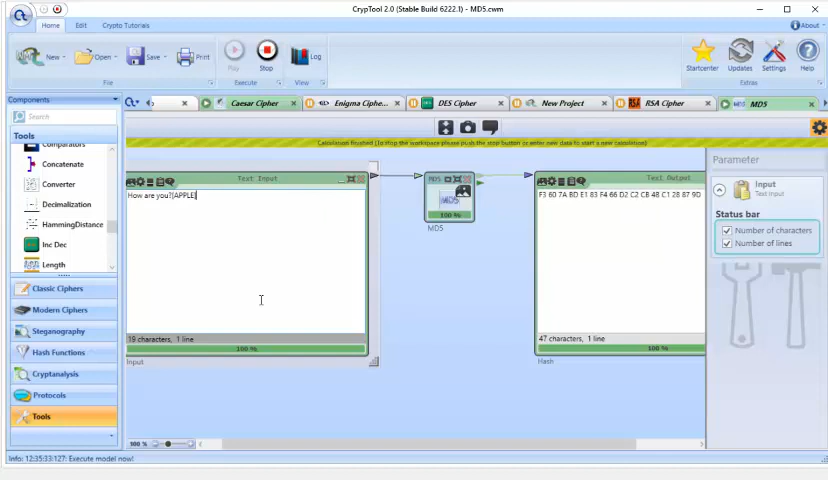 CrypTool 2.0 (Stable Build 6222.1) - MD5.cwm
Home Edit Crypto Tutorials
About
New Open Save Print Play Stop Log
Startcenter Updates Settings Help
File Execute View Extras
Components
Search
Tools
Comparators
Concatenate
Converter
Decimalization
HammingDistance
Inc Dec
Length
Classic Ciphers
Modern Ciphers
Steganography
Hash Functions
Cryptanalysis
Protocols
Tools
Caesar Cipher Enigma Ciphe... DES Cipher New Project RSA Cipher MD5
Calculation finished (To stop the workspace please push the stop button or enter new data to start a new calculation)
Text Input
How are you?(APPLE)
19 characters, 1 line
100 %
Input
MD5
MD5
100 %
MD5
Text Output
F3 60 7A BD E1 83 F4 66 D2 C2 CB 4B C1 28 87 9D
47 characters, 1 line
100 %
Hash
Parameter
Input
Text Input
Status bar
Number of characters
Number of lines
100 %
Info: 12:35:33:127: Execute model now!